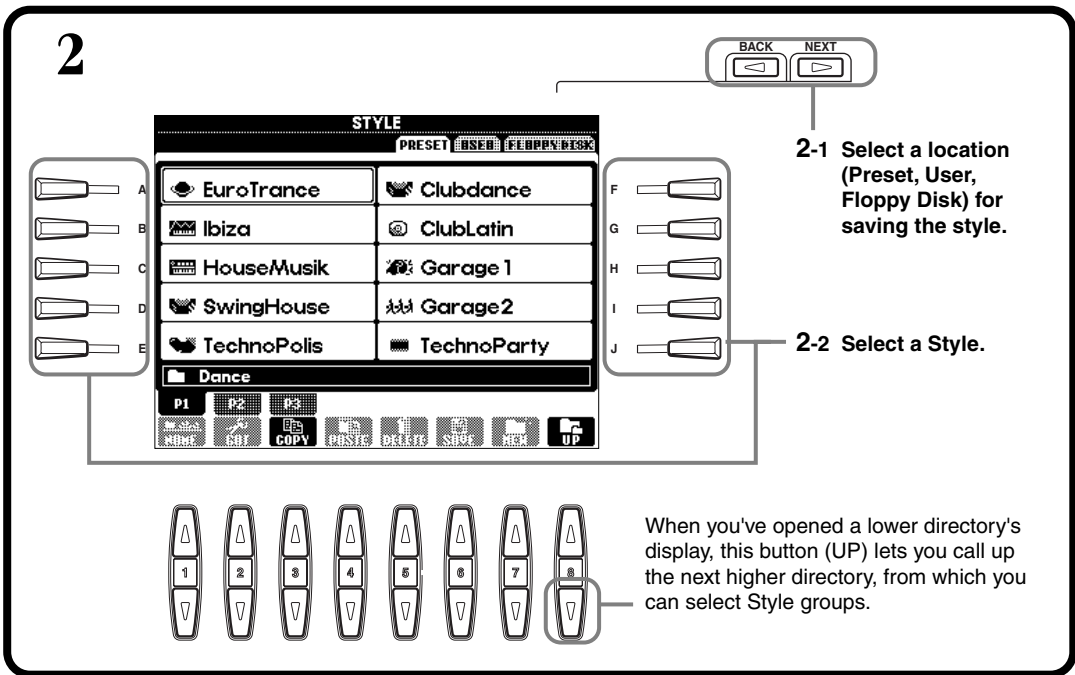 2
BACK NEXT
STYLE
PRESET USER FLOPPY DISK
2-1 Select a location
(Preset, User,
Floppy Disk) for
saving the style.
A EuroTrance Clubdance F
B Ibiza ClubLatin G
C HouseMusik Garage1 H
D SwingHouse Garage2 I
E TechnoPolis TechnoParty J
2-2 Select a Style.
Dance
P1 P2 P3
NAME CUT COPY PASTE DELETE SAVE NEW UP
1 2 3 4 5 6 7 8
When you've opened a lower directory's
display, this button (UP) lets you call up
the next higher directory, from which you
can select Style groups.